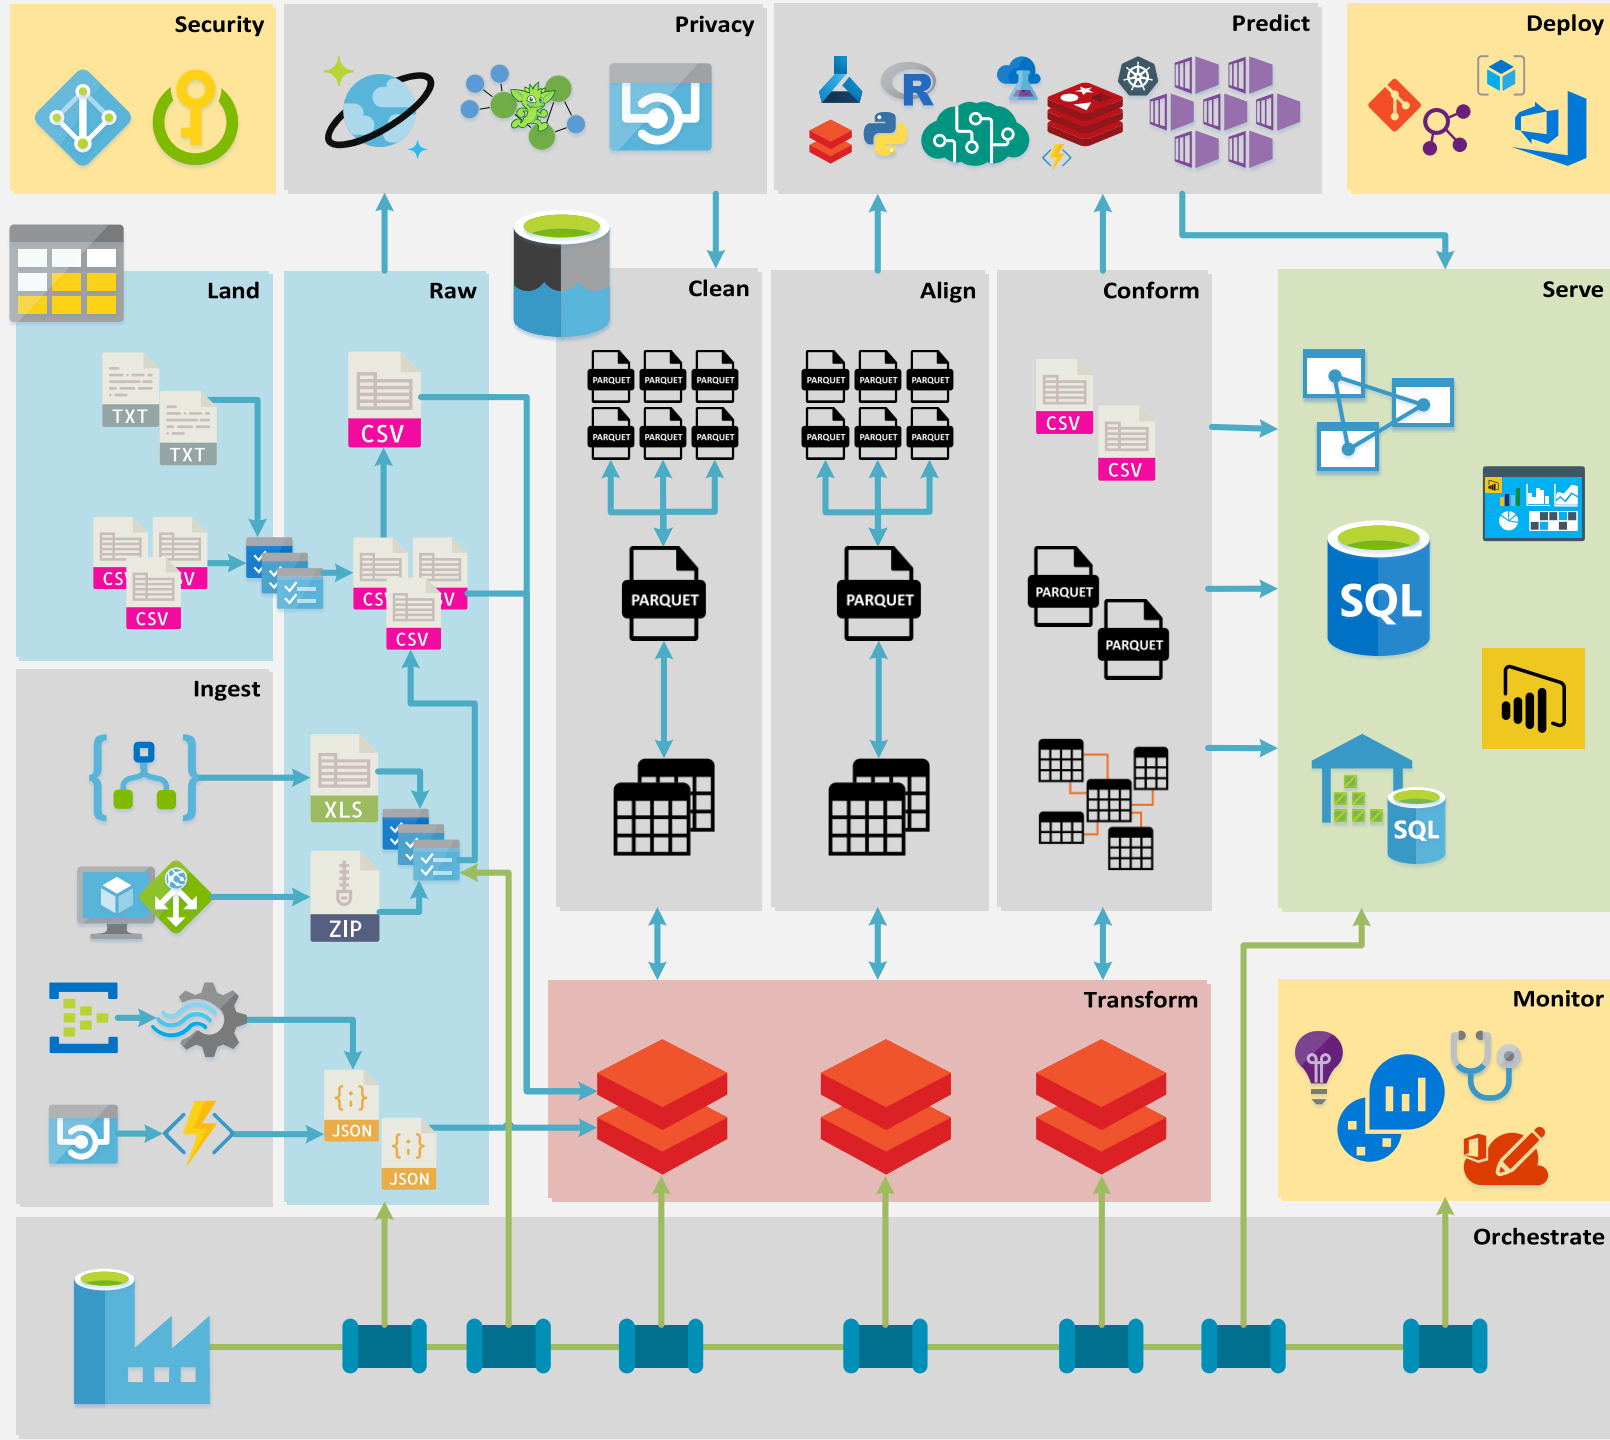 Security
Privacy
Predict
Deploy
R
Land
Raw
Clean
Align
Conform
Serve
TXT
TXT
CSV
PARQUET PARQUET PARQUET
PARQUET PARQUET PARQUET
PARQUET PARQUET PARQUET
PARQUET PARQUET PARQUET
CSV
CSV
CS
SV
CSV
CS
SV
CSV
PARQUET
PARQUET
PARQUET
PARQUET
SQL
Ingest
XLS
ZIP
SQL
Transform
Monitor
{;}
JSON
{;}
JSON
Orchestrate